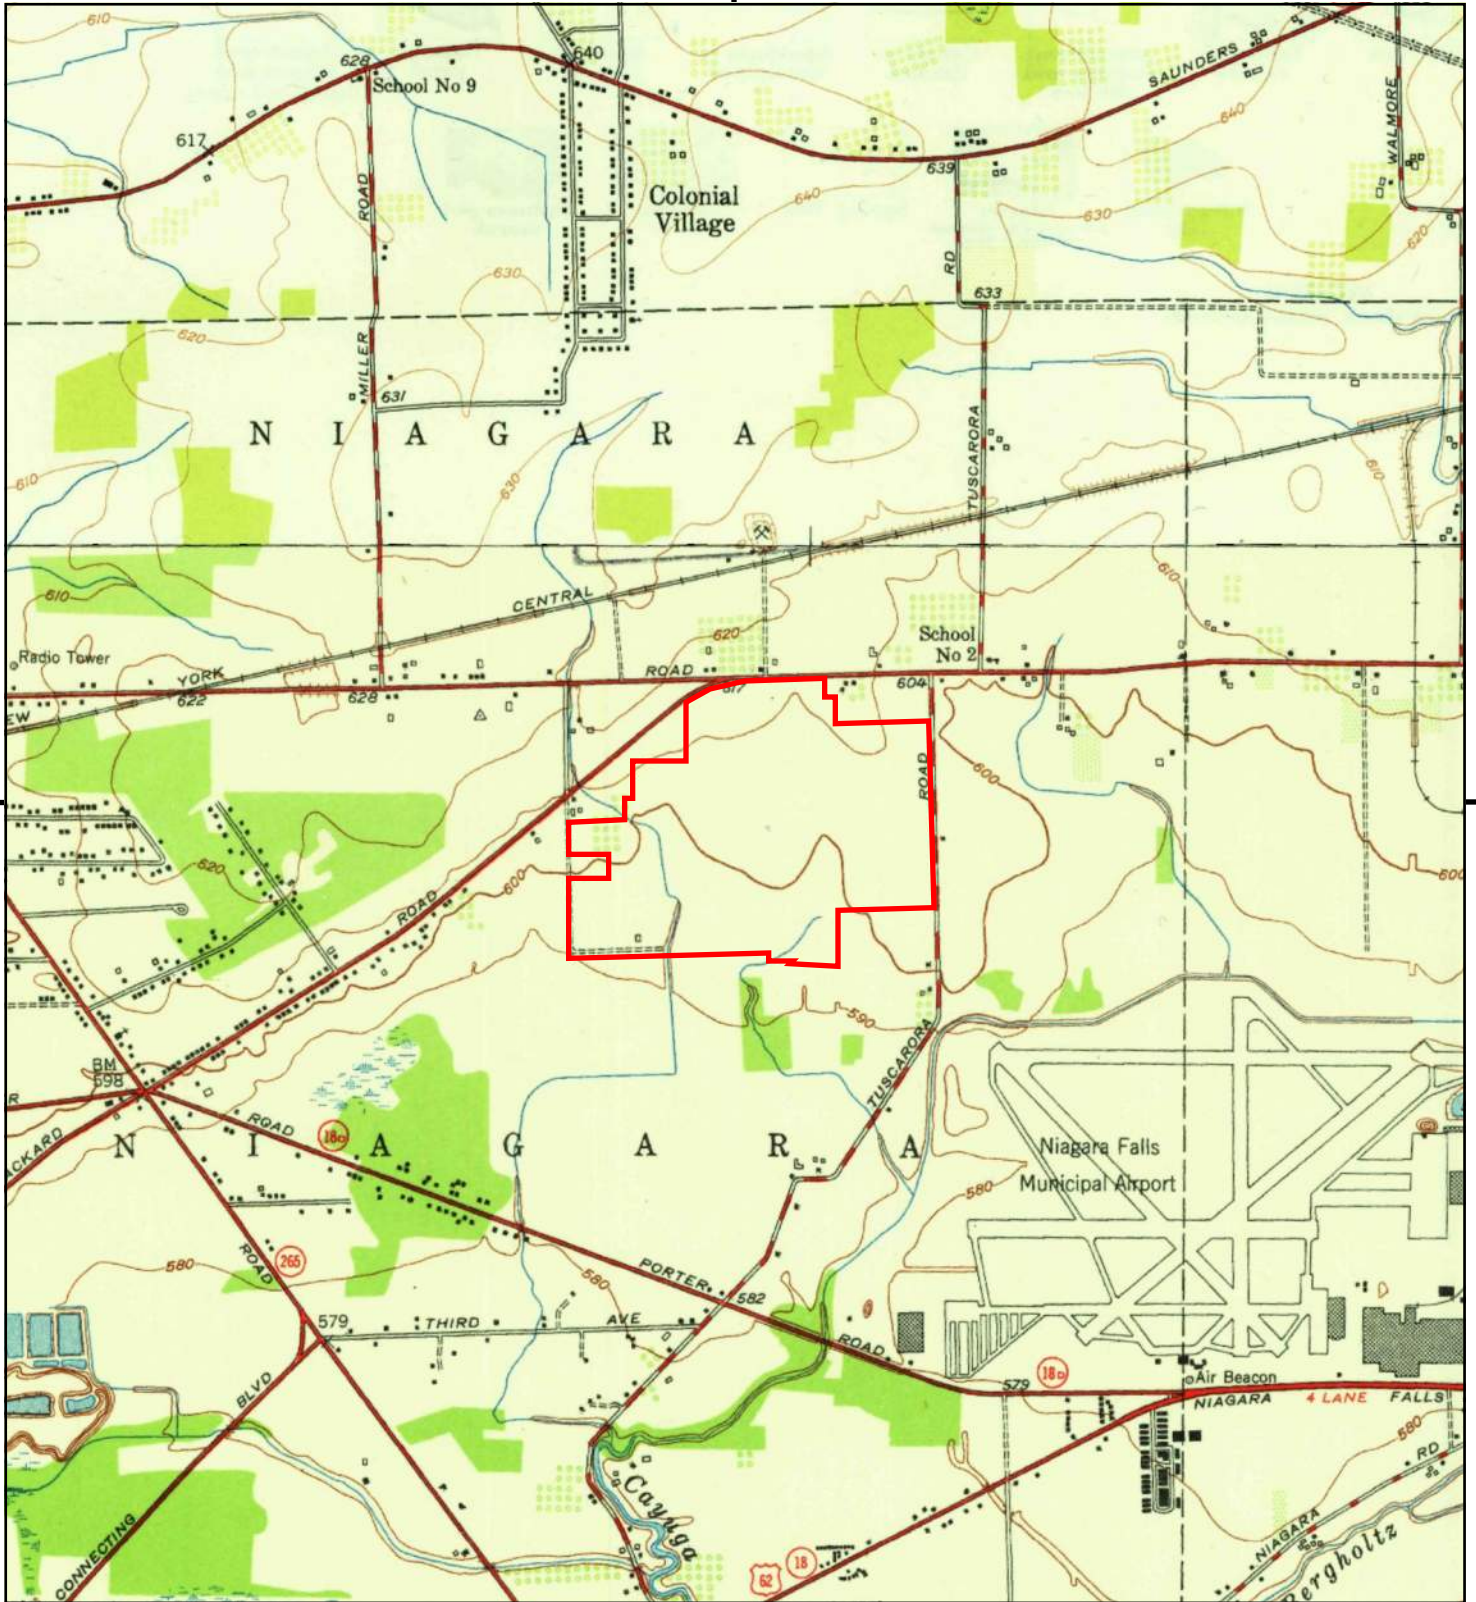 610
640
SAUNDERS
628
School No 9
WALMORE
617
640
639
ROAD
Colonial
Village
640
630
620
RD
630
633
620
MILLER
631
N I A G A R A
TUSCARORA
610
630
610
CENTRAL
610
610
620
School
No 2
Radio Tower
YORK
ROAD
622
628
604
EW
ROAD
600
620
600
600
ROAD
590
BM
598
TUSCARORA
R
ROAD
18a
ACKARD
N I A G A R A
Niagara Falls
Municipal Airport
580
ROAD
265
580
580
PORTER
582
579
THIRD AVE
ROAD
BLVD
579
18a
Air Beacon
NIAGARA
4 LANE
FALLS
580
RD
Cayuga
NIAGARA
CONNECTING
Bergholtz
62
18